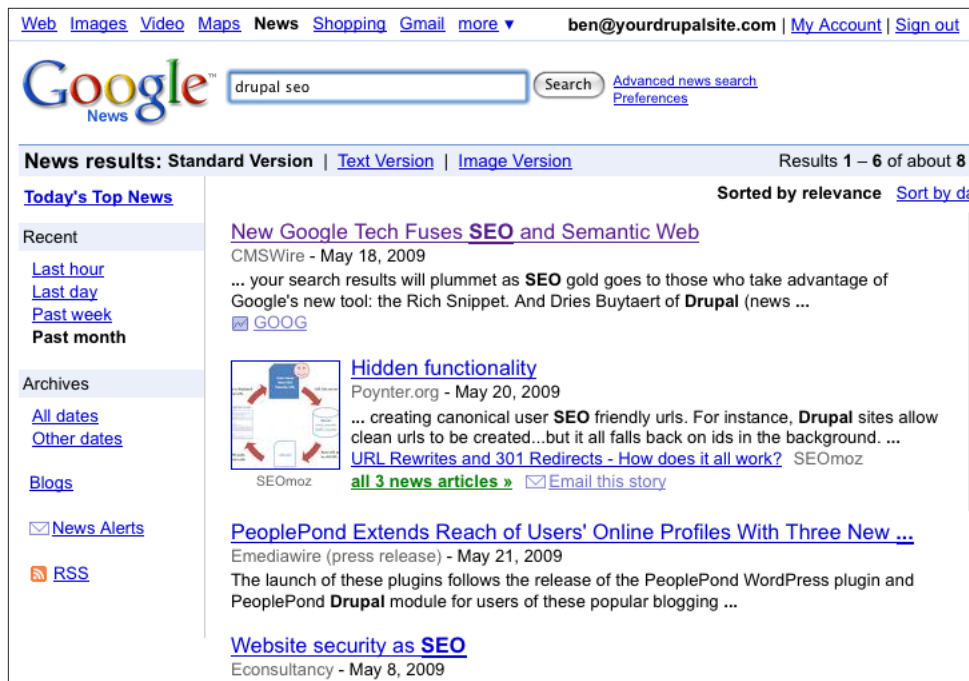 Web Images Video Maps News Shopping Gmail more ▼ ben@yourdrupalsite.com | My Account | Sign out
Google™
News
drupal seo
Search
Advanced news search
Preferences
News results: Standard Version | Text Version | Image Version Results 1 – 6 of about 8
Today's Top News
Sorted by relevance Sort by da
Recent
Last hour
Last day
Past week
Past month
Archives
All dates
Other dates
Blogs
News Alerts
RSS
New Google Tech Fuses SEO and Semantic Web
CMSWire - May 18, 2009
... your search results will plummet as SEO gold goes to those who take advantage of
Google's new tool: the Rich Snippet. And Dries Buytaert of Drupal (news ...
GOOG
SEOmoz
Hidden functionality
Poynter.org - May 20, 2009
... creating canonical user SEO friendly urls. For instance, Drupal sites allow
clean urls to be created...but it all falls back on ids in the background. ...
URL Rewrites and 301 Redirects - How does it all work? SEOmoz
all 3 news articles » Email this story
PeoplePond Extends Reach of Users' Online Profiles With Three New ...
Emediawire (press release) - May 21, 2009
The launch of these plugins follows the release of the PeoplePond WordPress plugin and
PeoplePond Drupal module for users of these popular blogging ...
Website security as SEO
Econsultancy - May 8, 2009